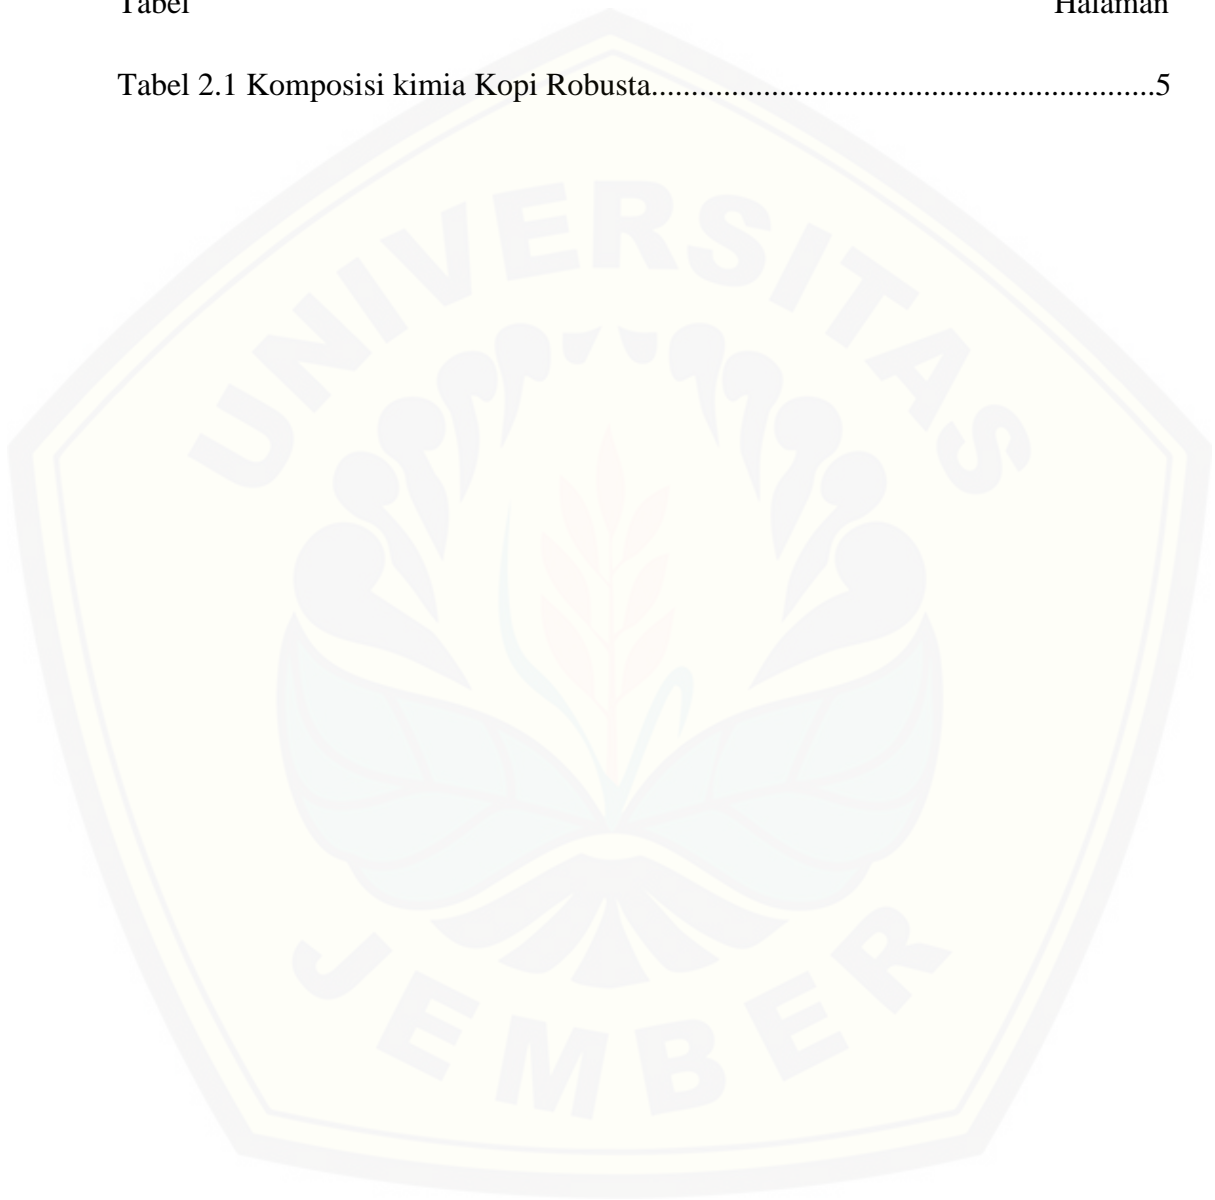 Tabel Halaman
Tabel 2.1 Komposisi kimia Kopi Robusta..............................................................5
UNIVERSITAS
JEMBER